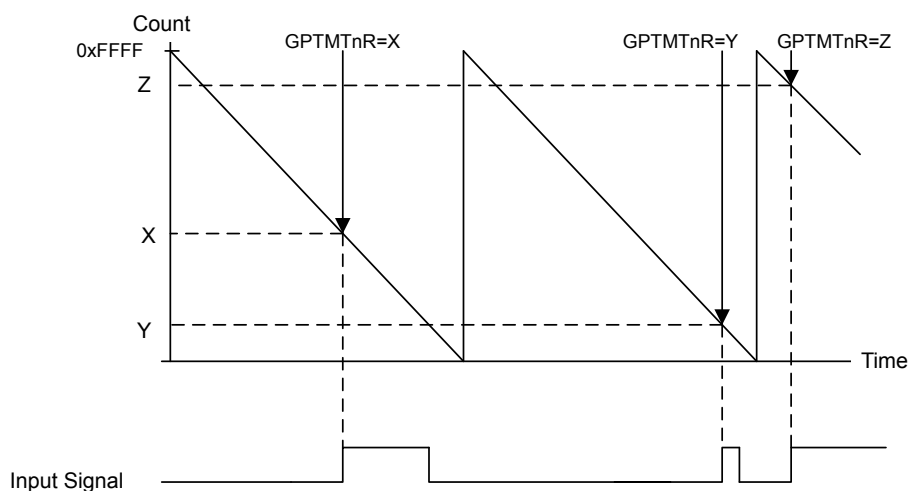 Count
0xFFFF
GPTMTnR=X
GPTMTnR=Y
GPTMTnR=Z
Z
X
Y
Time
Input Signal